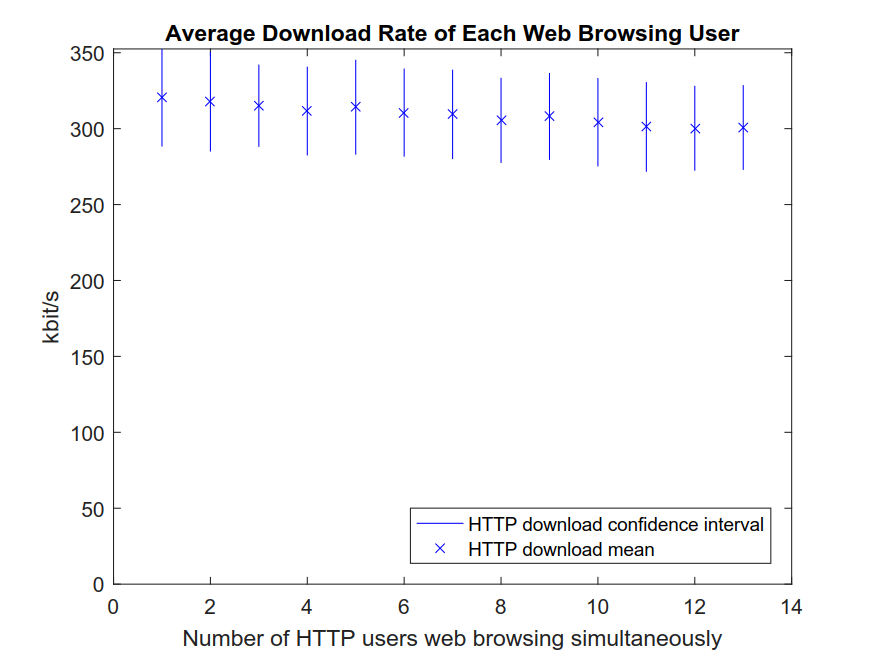 Average Download Rate of Each Web Browsing User
350
300
250
200
150
100
50
0
kbit/s
HTTP download confidence interval
HTTP download mean
0 2 4 6 8 10 12 14
Number of HTTP users web browsing simultaneously